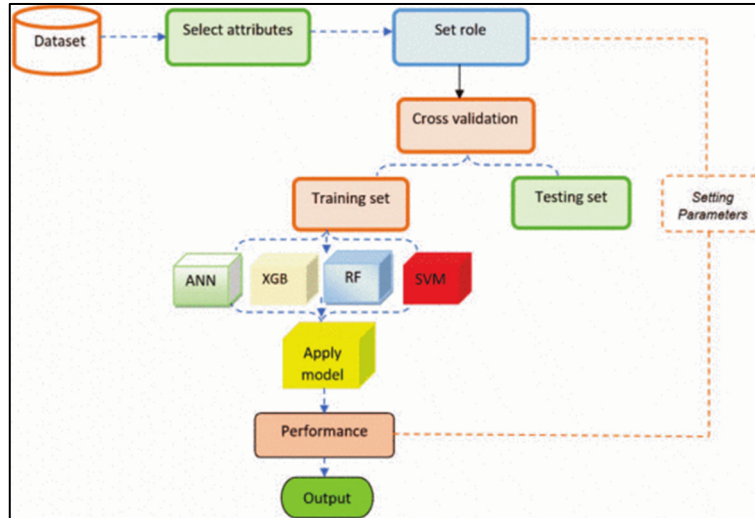 Dataset
Select attributes
Set role
Cross validation
Training set
Testing set
Setting
Parameters
ANN
XGB
RF
SVM
Apply
model
Performance
Output